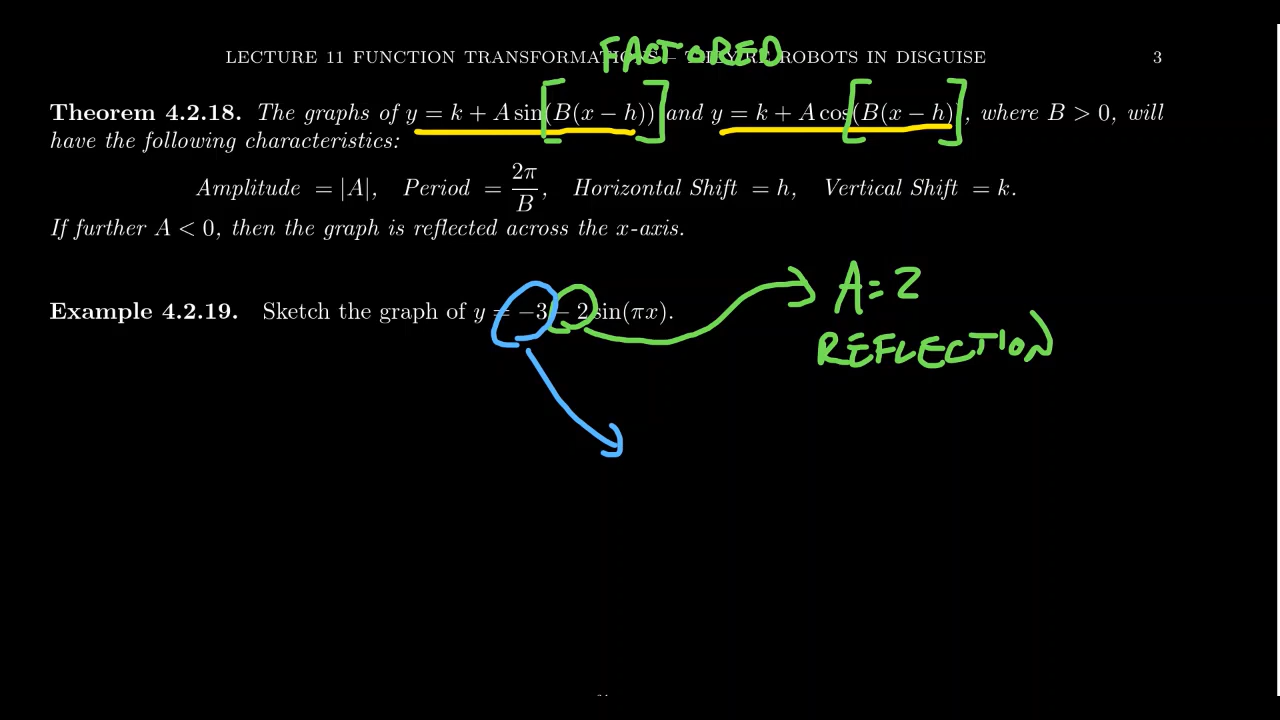 FACTORED
LECTURE 11 FUNCTION TRANSFORMATIONS – THEY'RE ROBOTS IN DISGUISE 3
Theorem 4.2.18. The graphs of y = k + A sin(B(x − h)) and y = k + A cos(B(x − h)), where B > 0, will
have the following characteristics:
Amplitude = |A|, Period = 2π/B, Horizontal Shift = h, Vertical Shift = k.
If further A < 0, then the graph is reflected across the x-axis.
A = 2
Example 4.2.19. Sketch the graph of y = −3 − 2 sin(πx).
REFLECTION